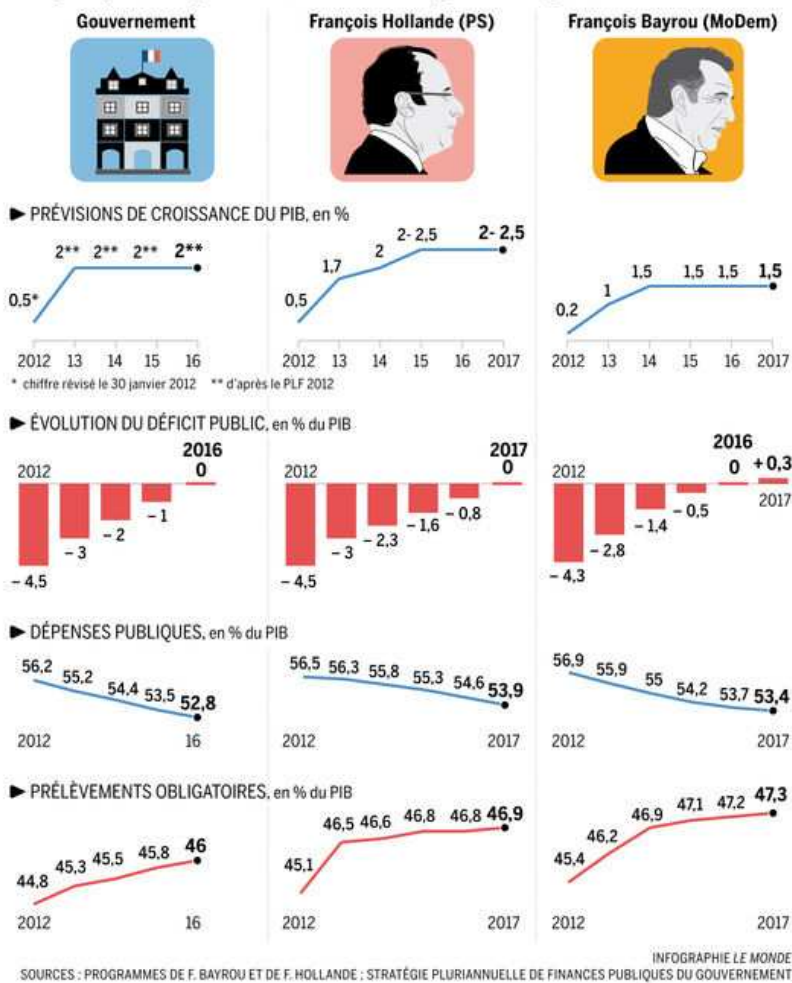 Gouvernement
François Hollande (PS)
François Bayrou (MoDem)
► PRÉVISIONS DE CROISSANCE DU PIB, en %
0,5* 2** 2** 2** 2**
2012 13 14 15 16
0,5 1,7 2 2- 2,5 2- 2,5
2012 13 14 15 16 2017
0,2 1 1,5 1,5 1,5 1,5
2012 13 14 15 16 2017
* chiffre révisé le 30 janvier 2012 ** d'après le PLF 2012
► ÉVOLUTION DU DÉFICIT PUBLIC, en % du PIB
2012 2016
0
– 4,5 – 3 – 2 – 1
2012 2017
0
– 4,5 – 3 – 2,3 – 1,6 – 0,8
2012 2016
0 + 0,3
2017
– 4,3 – 2,8 – 1,4 – 0,5
► DÉPENSES PUBLIQUES, en % du PIB
56,2 55,2 54,4 53,5 52,8
2012 16
56,5 56,3 55,8 55,3 54,6 53,9
2012 2017
56,9 55,9 55 54,2 53,7 53,4
2012 2017
► PRÉLÈVEMENTS OBLIGATOIRES, en % du PIB
44,8 45,3 45,5 45,8 46
2012 16
45,1 46,5 46,6 46,8 46,8 46,9
2012 2017
45,4 46,2 46,9 47,1 47,2 47,3
2012 2017
INFOGRAPHIE LE MONDE
SOURCES : PROGRAMMES DE F. BAYROU ET DE F. HOLLANDE ; STRATÉGIE PLURIANNUELLE DE FINANCES PUBLIQUES DU GOUVERNEMENT